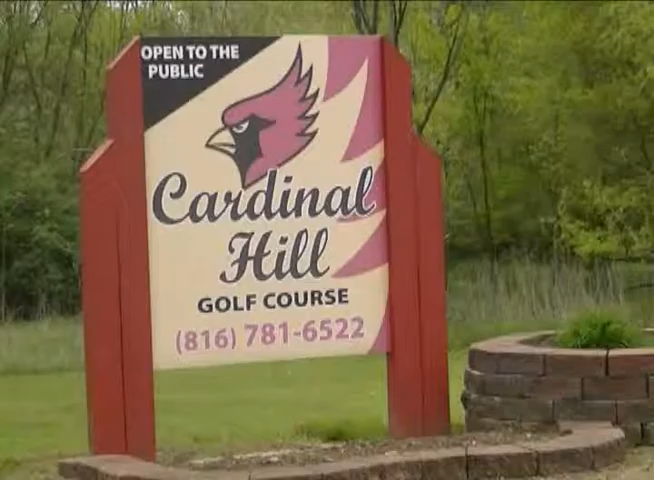 OPEN TO THE
PUBLIC
Cardinal
Hill
GOLF COURSE
(816) 781-6522